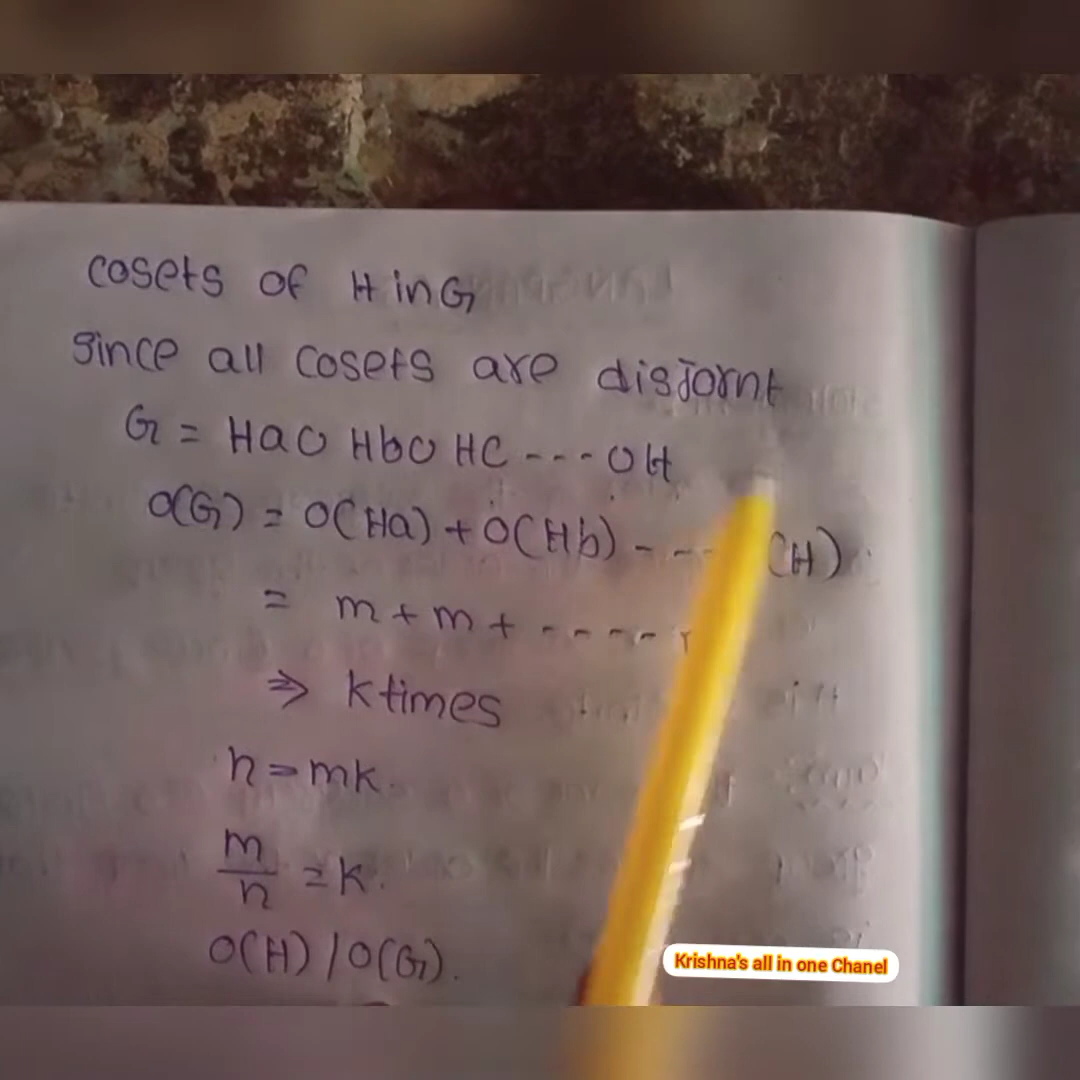 cosets of H in G
Since all cosets are disjoint
G = Ha∪ Hb∪ HC ---∪H
O(G) = O(Ha) + O(Hb) - -- (H)
= m + m + -----
⇒ k times
n = mk.
m/n = k.
O(H) / O(G).
Krishna's all in one Chanel